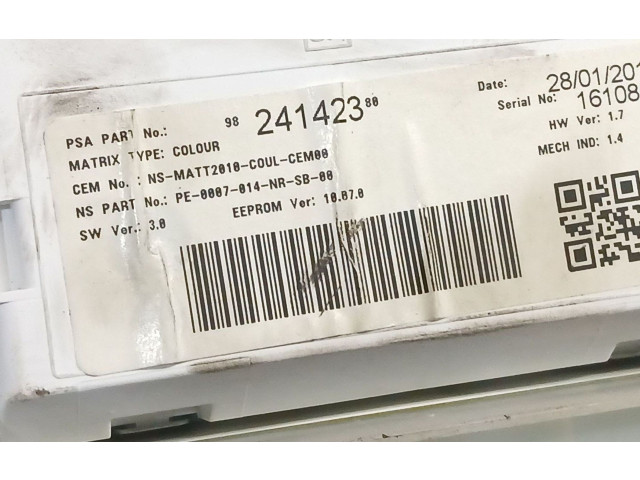 PSA PART No.: 98 241423 80
MATRIX TYPE: COLOUR
CEM No. : NS-MATT2010-COUL-CEM00
NS PART No.: PE-0007-014-NR-SB-00
SW Ver.: 3.0 EEPROM Ver: 10.07.0
Date: 28/01/201
Serial No: 16108
HW Ver: 1.7
MECH IND: 1.4